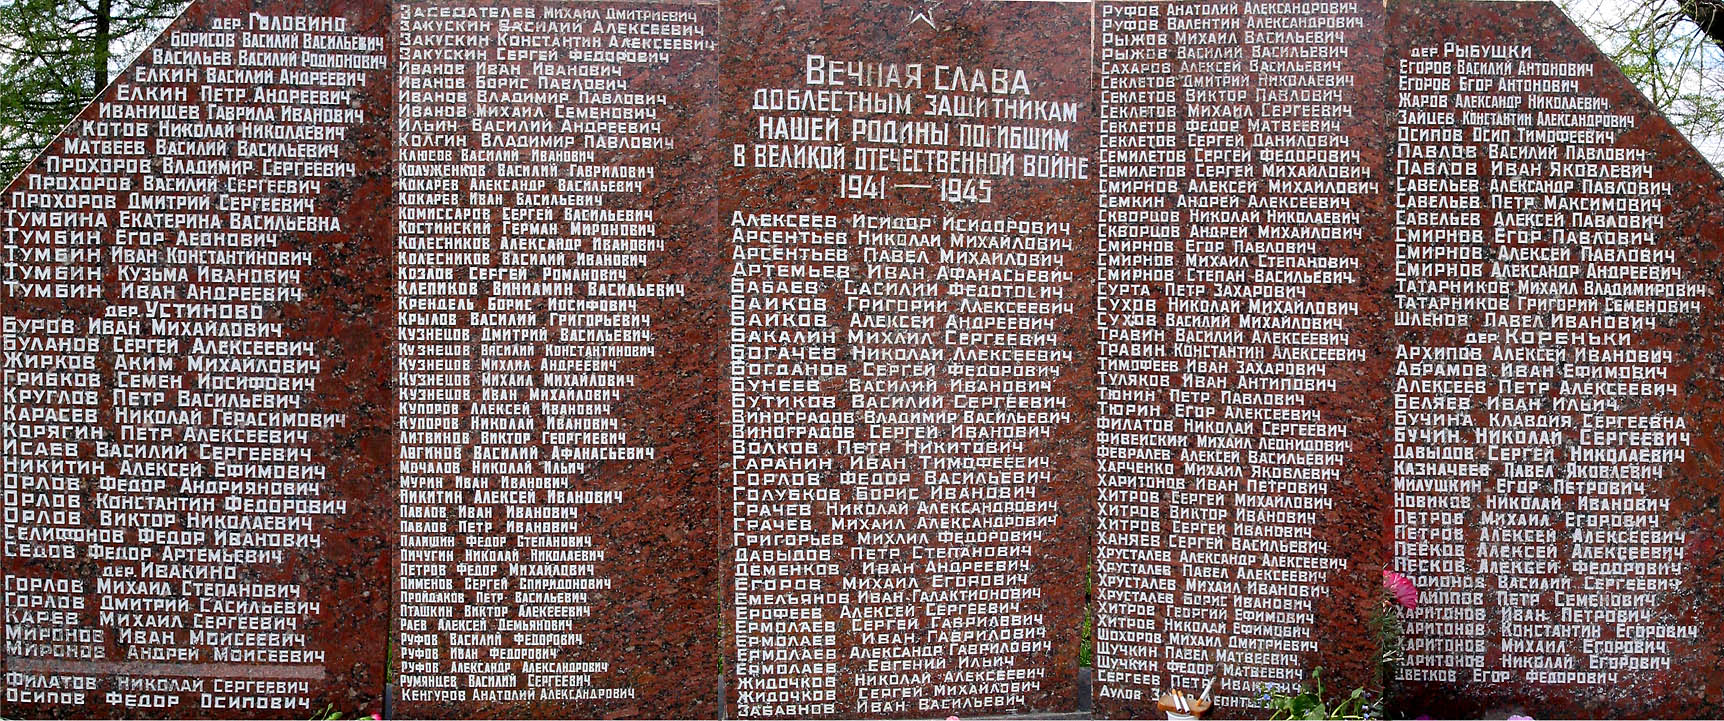 дер. Головино
Борисов Василий Васильевич
Васильев Василий Родионович
Елкин Василий Андреевич
Елкин Петр Андреевич
Иванищев Гаврила Иванович
Котов Николай Николаевич
Матвеев Василий Васильевич
Прохоров Владимир Сергеевич
Прохоров Василий Сергеевич
Прохоров Дмитрий Сергеевич
Тумбина Екатерина Васильевна
Тумбин Егор Леонович
Тумбин Иван Константинович
Тумбин Кузьма Иванович
Тумбин Иван Андреевич
дер. Устиново
Буров Иван Михайлович
Буланов Сергей Алексеевич
Жирков Аким Михайлович
Грибков Семен Иосифович
Круглов Петр Васильевич
Карасев Николай Герасимович
Корягин Петр Алексеевич
Исаев Василий Сергеевич
Никитин Алексей Ефимович
Орлов Федор Андриянович
Орлов Константин Федорович
Орлов Виктор Николаевич
Селифонов Федор Иванович
Седов Федор Артемьевич
дер. Ивакино
Горлов Михаил Степанович
Горлов Дмитрий Сасильевич
Карев Михаил Сергеевич
Миронов Иван Моисеевич
Миронов Андрей Моисеевич
Филатов Николай Сергеевич
Осипов Федор Осипович
Заседателев Михаил Дмитриевич
Закускин Василий Алексеевич
Закускин Константин Алексеевич
Закускин Сергей Федорович
Иванов Иван Иванович
Иванов Борис Павлович
Иванов Владимир Павлович
Иванов Михаил Семенович
Ильин Василий Андреевич
Колгин Владимир Павлович
Клюсов Василий Иванович
Колуженков Василий Гаврилович
Кокарев Александр Васильевич
Кокарев Иван Васильевич
Комиссаров Сергей Васильевич
Костинский Герман Миронович
Колесников Александр Иванович
Колесников Василий Иванович
Козлов Сергей Романович
Клепиков Виниамин Васильевич
Крендель Борис Иосифович
Крылов Василий Григорьевич
Кузнецов Дмитрий Васильевич
Кузнецов Василий Константинович
Кузнецов Михаил Андреевич
Кузнецов Михаил Михайлович
Кузнецов Иван Михайлович
Купоров Алексей Иванович
Купоров Николай Иванович
Литвинов Виктор Георгиевич
Логинов Василий Афанасьевич
Мочалов Николай Ильич
Мурин Иван Иванович
Никитин Алексей Иванович
Павлов Иван Иванович
Павлов Петр Иванович
Палишин Федор Степанович
Пичугин Николай Николаевич
Петров Федор Михайлович
Пименов Сергей Спиридонович
Пройдаков Петр Васильевич
Пташкин Виктор Алексеевич
Раев Алексей Демьянович
Руфов Василий Федорович
Руфов Иван Федорович
Руфов Александр Александрович
Румянцев Василий Сергеевич
Кенгуров Анатолий Александрович
Вечная слава
доблестным защитникам
нашей Родины погибшим
в Великой Отечественной войне
1941 — 1945
Алексеев Исидор Исидорович
Арсентьев Николай Михайлович
Арсентьев Павел Михайлович
Артемьев Иван Афанасьевич
Бабаев Василий Федотович
Байков Григорий Алексеевич
Байков Алексей Андреевич
Бакалин Михаил Сергеевич
Богачев Николай Алексеевич
Богданов Сергей Федорович
Бунеев Василий Иванович
Бутиков Василий Сергеевич
Виноградов Владимир Васильевич
Виноградов Сергей Иванович
Волков Петр Никитович
Гаранин Иван Тимофеевич
Горлов Федор Васильевич
Голубков Борис Иванович
Грачев Николай Александрович
Грачев Михаил Александрович
Григорьев Михаил Федорович
Давыдов Петр Степанович
Деменков Иван Андреевич
Егоров Михаил Егорович
Емельянов Иван Галактионович
Ерофеев Алексей Сергеевич
Ермолаев Сергей Гаврилович
Ермолаев Иван Гаврилович
Ермолаев Александр Гаврилович
Ермолаев Евгений Ильич
Жидочков Николай Иванович
Жидочков Сергей Михайлович
Забавнов Иван Васильевич
Руфов Анатолий Александрович
Руфов Валентин Александрович
Рыжов Михаил Васильевич
Рыжов Василий Васильевич
Сахаров Алексей Васильевич
Секлетов Дмитрий Николаевич
Секлетов Виктор Павлович
Секлетов Михаил Сергеевич
Секлетов Федор Матвеевич
Секлетов Сергей Данилович
Семилетов Сергей Федорович
Семилетов Сергей Михайлович
Смирнов Алексей Михайлович
Семкин Андрей Алексеевич
Скворцов Николай Николаевич
Скворцов Андрей Михайлович
Смирнов Егор Павлович
Смирнов Михаил Степанович
Смирнов Степан Васильевич
Сурта Петр Захарович
Сухов Николай Михайлович
Сухов Василий Михайлович
Травин Василий Алексеевич
Травин Константин Алексеевич
Тимофеев Иван Захарович
Туляков Иван Антипович
Тюнин Петр Павлович
Тюрин Егор Алексеевич
Филатов Николай Сергеевич
Фивейский Михаил Леонидович
Февралев Алексей Васильевич
Харченко Михаил Яковлевич
Харитонов Иван Петрович
Хитров Сергей Михайлович
Хитров Виктор Иванович
Хитров Сергей Иванович
Ханяев Сергей Васильевич
Хрусталев Александр Алексеевич
Хрусталев Павел Алексеевич
Хрусталев Михаил Иванович
Хрусталев Борис Иванович
Хитров Георгий Ефимович
Хитров Николай Ефимович
Шохоров Михаил Дмитриевич
Щучкин Павел Матвеевич
Щучкин Федор Матвеевич
Сергеев Петр Иванович
Аулов
дер. Рыбушки
Егоров Василий Антонович
Егоров Егор Антонович
Жаров Александр Николаевич
Зайцев Константин Александрович
Осипов Осип Тимофеевич
Павлов Василий Павлович
Павлов Иван Яковлевич
Савельев Александр Павлович
Савельев Петр Максимович
Савельев Алексей Павлович
Смирнов Егор Павлович
Смирнов Алексей Павлович
Смирнов Александр Андреевич
Татарников Михаил Владимирович
Татарников Григорий Семенович
Шленов Павел Иванович
дер. Кореньки
Архипов Алексей Иванович
Абрамов Иван Ефимович
Алексеев Петр Алексеевич
Беляев Иван Ильич
Бучина Клавдия Сергеевна
Бучин Николай Сергеевич
Давыдов Сергей Николаевич
Казначеев Павел Яковлевич
Милушкин Егор Петрович
Новиков Николай Иванович
Петров Михаил Егорович
Петров Алексей Алексеевич
Песков Алексей Алексеевич
Песков Алексей Федорович
Родионов Василий Сергеевич
Филиппов Петр Семенович
Харитонов Иван Петрович
Харитонов Константин Егорович
Харитонов Михаил Егорович
Харитонов Николай Егорович
Цветков Егор Федорович